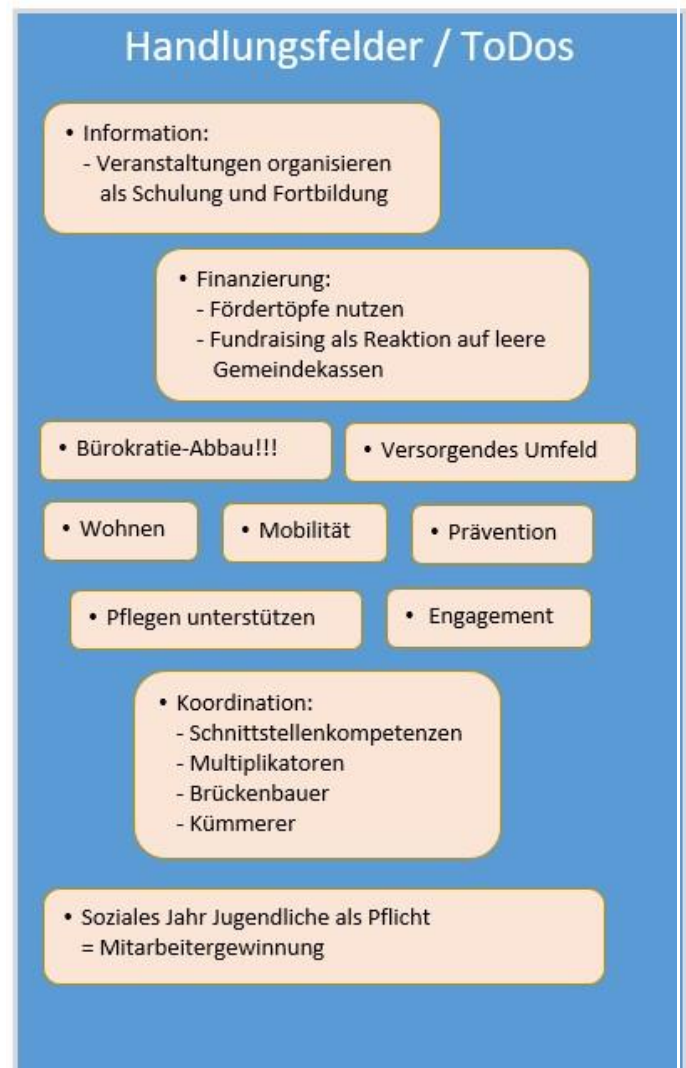 Handlungsfelder / ToDos
• Information:
- Veranstaltungen organisieren
als Schulung und Fortbildung
• Finanzierung:
- Fördertöpfe nutzen
- Fundraising als Reaktion auf leere
Gemeindekassen
• Bürokratie-Abbau!!!
• Versorgendes Umfeld
• Wohnen
• Mobilität
• Prävention
• Pflegen unterstützen
• Engagement
• Koordination:
- Schnittstellenkompetenzen
- Multiplikatoren
- Brückenbauer
- Kümmerer
• Soziales Jahr Jugendliche als Pflicht
= Mitarbeitergewinnung